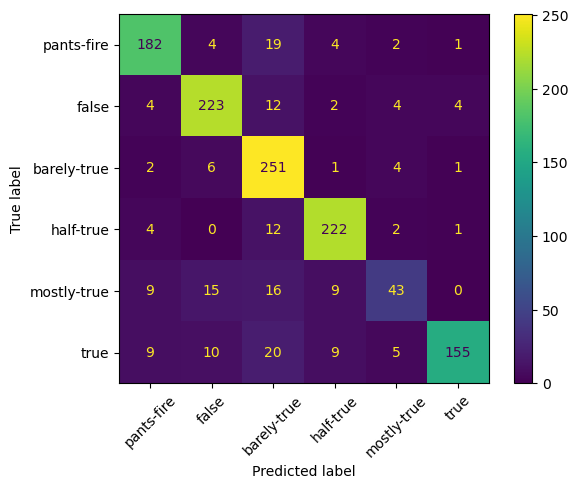 True label
pants-fire 182 4 19 4 2 1
false 4 223 12 2 4 4
barely-true 2 6 251 1 4 1
half-true 4 0 12 222 2 1
mostly-true 9 15 16 9 43 0
true 9 10 20 9 5 155
pants-fire false barely-true half-true mostly-true true
Predicted label
250
200
150
100
50
0